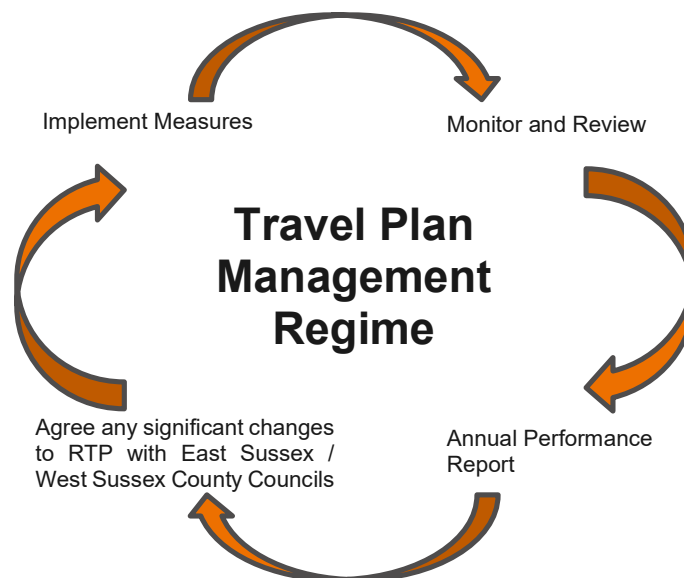 Implement Measures
Monitor and Review
Travel Plan
Management
Regime
Agree any significant changes
to RTP with East Sussex /
West Sussex County Councils
Annual Performance
Report